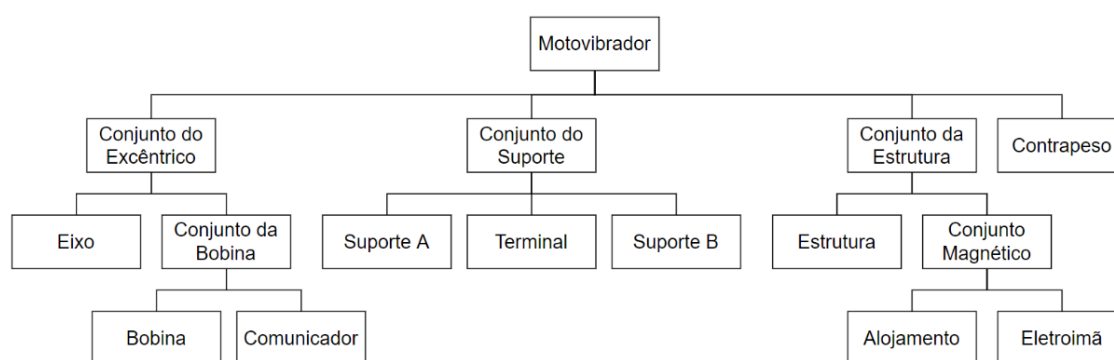 Motovibrador
Conjunto do
Excêntrico
Conjunto do
Suporte
Conjunto da
Estrutura
Contrapeso
Eixo
Conjunto da
Bobina
Suporte A
Terminal
Suporte B
Estrutura
Conjunto
Magnético
Bobina
Comunicador
Alojamento
Eletroimã